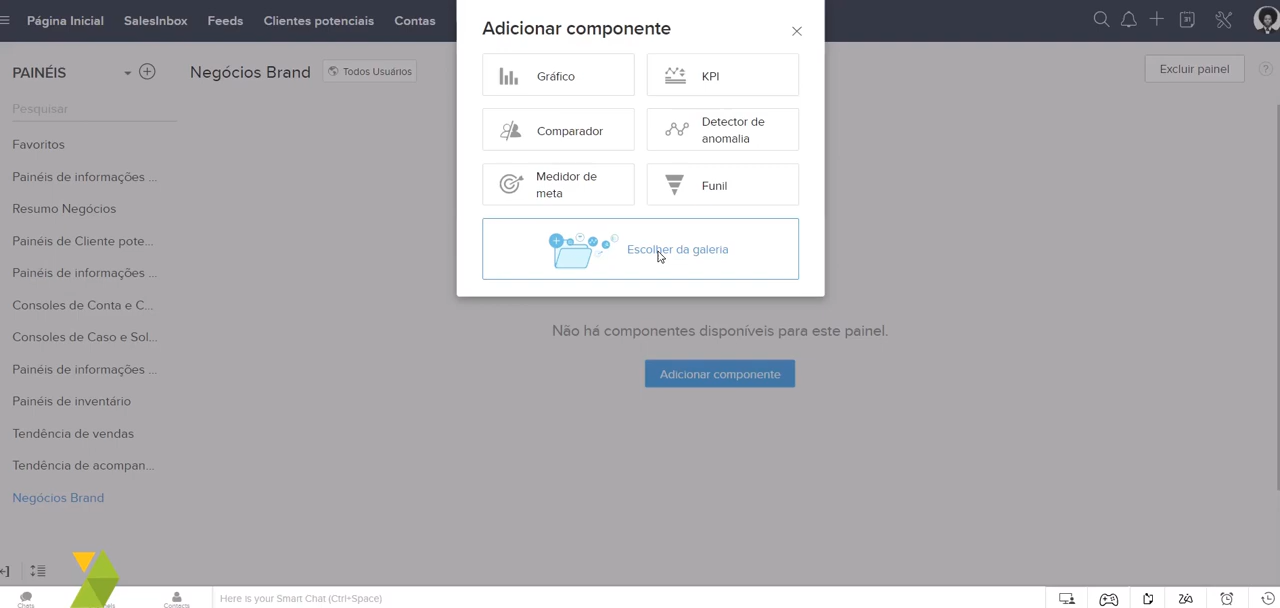 Página Inicial SalesInbox Feeds Clientes potenciais Contas
Adicionar componente
PAINÉIS
Negócios Brand Todos Usuários
Excluir painel
?
Pesquisar
Gráfico
KPI
Comparador
Detector de
anomalia
Medidor de
meta
Funil
Escolher da galeria
Favoritos
Painéis de informações ...
Resumo Negócios
Painéis de Cliente pote...
Painéis de informações ...
Consoles de Conta e C...
Consoles de Caso e Sol...
Painéis de informações ...
Painéis de inventário
Tendência de vendas
Tendência de acompan...
Negócios Brand
Não há componentes disponíveis para este painel.
Adicionar componente
Chats
Contacts
Here is your Smart Chat (Ctrl+Space)